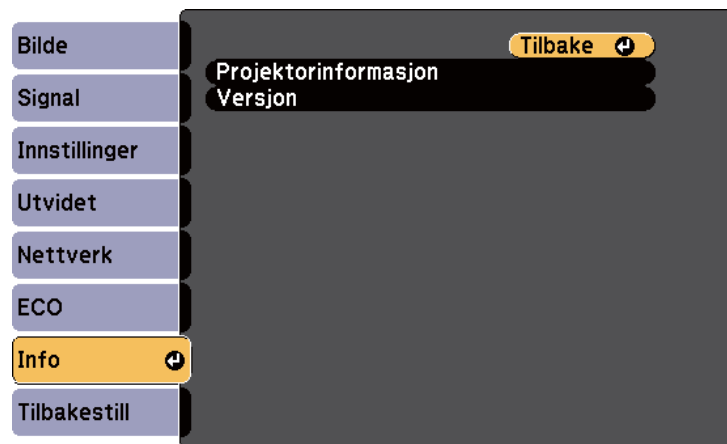 Bilde
Signal
Innstillinger
Utvidet
Nettverk
ECO
Info
Tilbakestill
Tilbake
Projektorinformasjon
Versjon